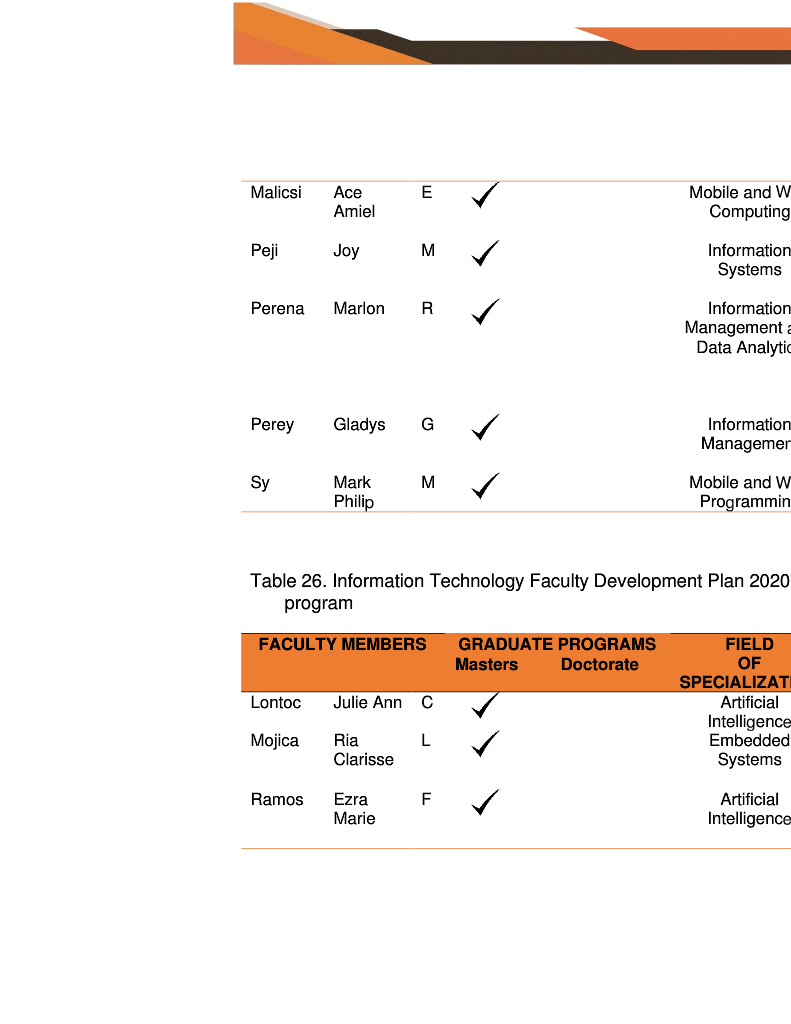 Malicsi Ace E Mobile and W
Amiel Computing
Peji Joy M Information
Systems
Perena Marlon R Information
Management a
Data Analytic
Perey Gladys G Information
Managemen
Sy Mark M Mobile and W
Philip Programmin
Table 26. Information Technology Faculty Development Plan 2020
program
FACULTY MEMBERS GRADUATE PROGRAMS FIELD
Masters Doctorate OF
SPECIALIZATI
Lontoc Julie Ann C Artificial
Intelligence
Mojica Ria L Embedded
Clarisse Systems
Ramos Ezra F Artificial
Marie Intelligence